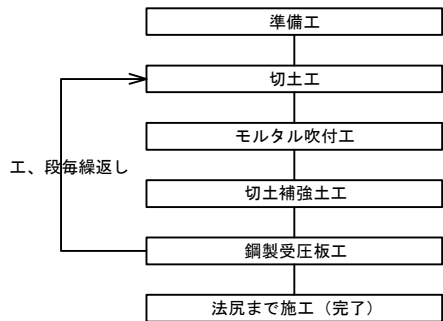 準備工
切土工
モルタル吹付工
工、段毎繰返し
切土補強土工
鋼製受圧板工
法尻まで施工（完了）